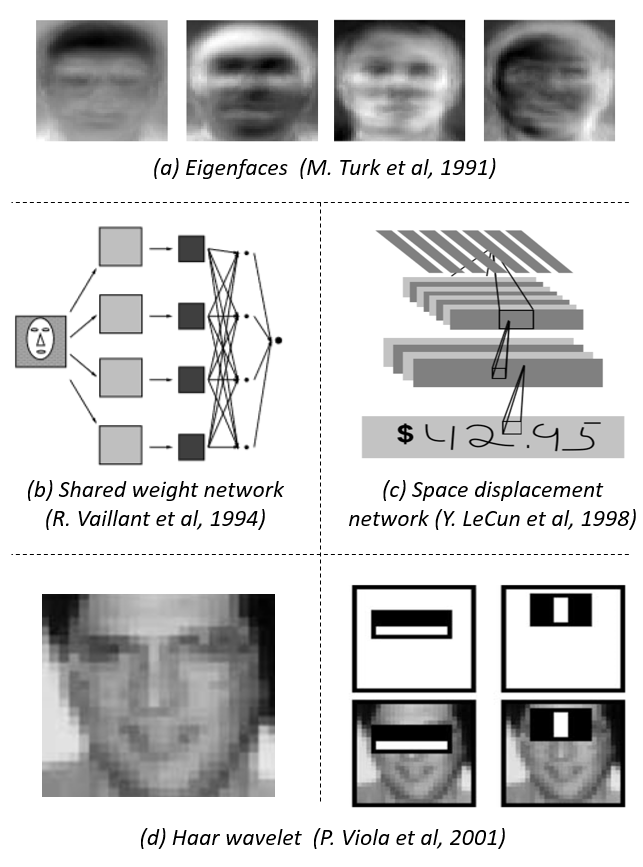 (a) Eigenfaces (M. Turk et al, 1991)
(b) Shared weight network
(R. Vaillant et al, 1994)
$ 42.95
(c) Space displacement
network (Y. LeCun et al, 1998)
(d) Haar wavelet (P. Viola et al, 2001)